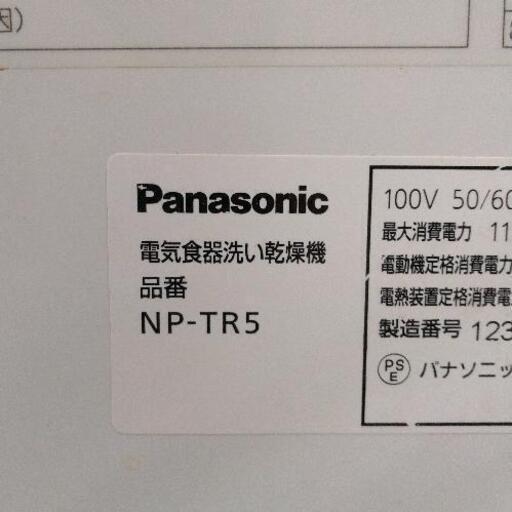 因)
Panasonic
電気食器洗い乾燥機
品番
NP-TR5
100V 50/60
最大消費電力 11
電動機定格消費電力
電熱装置定格消費電
製造番号 123
PS
E
パナソニッ